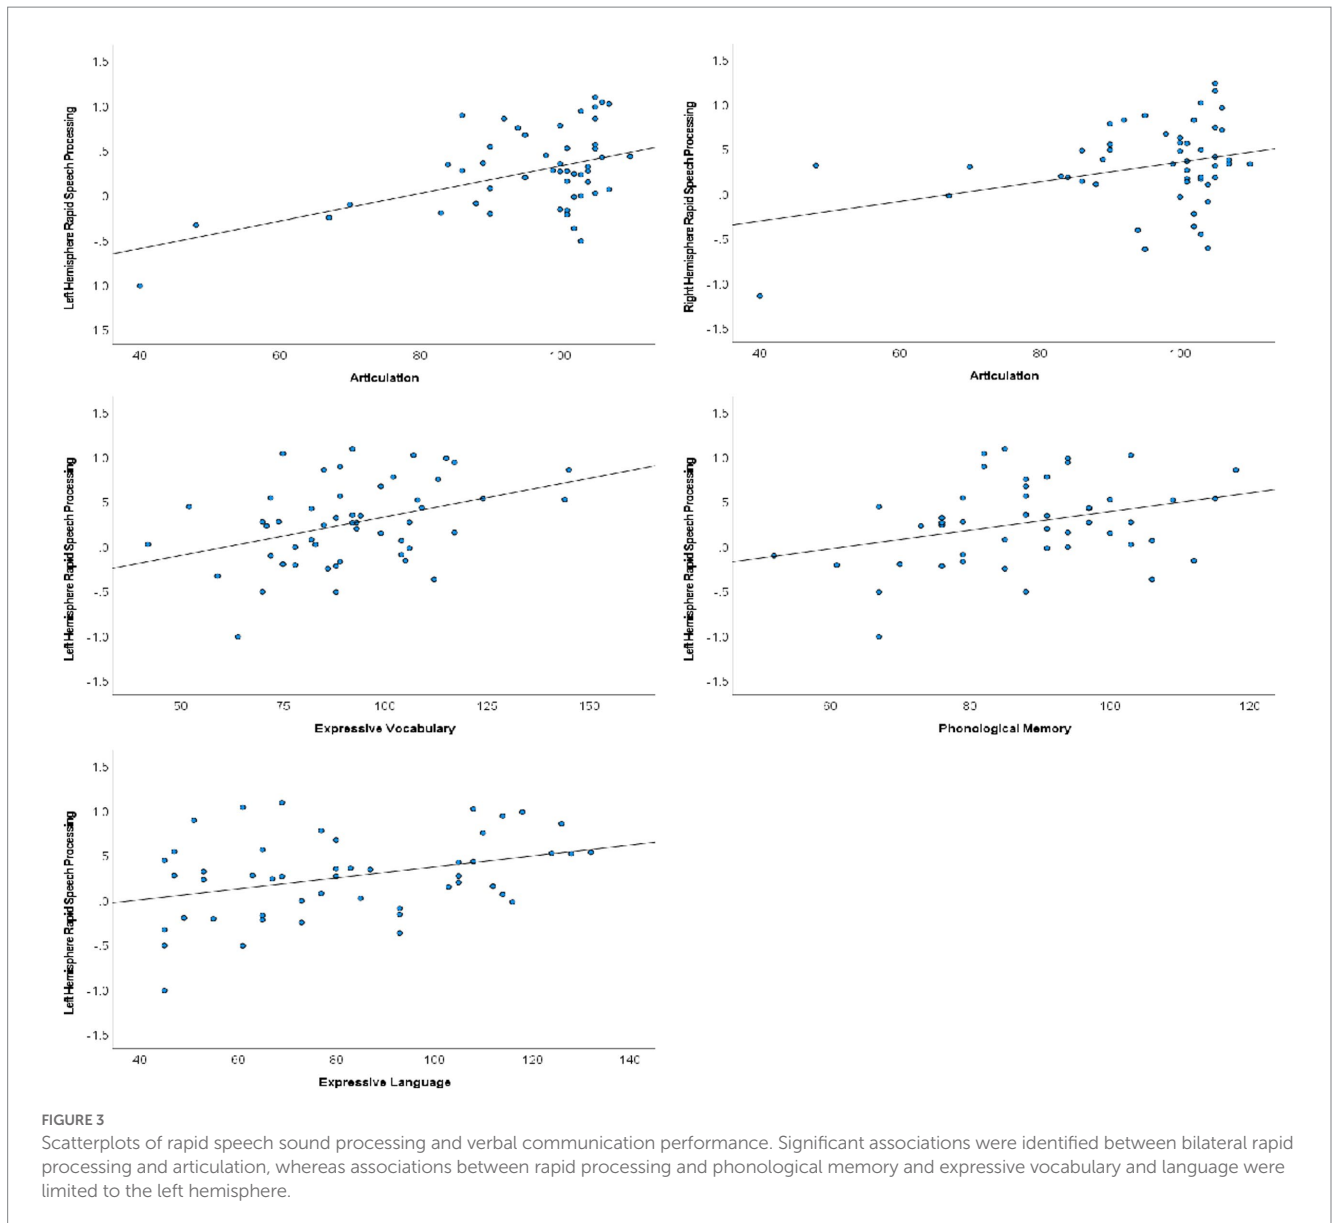 1.5
1.0
.5
.0
-.5
1.0
1.5
Left Hemisphere Rapid Speech Processing
40 60 80 100
Articulation
1.5
1.0
.5
.0
-.5
-1.0
-1.5
Right Hemisphere Rapid Speech Processing
40 60 80 100
Articulation
1.5
1.0
.5
.0
-.5
-1.0
-1.5
Left Hemisphere Rapid Speech Processing
50 75 100 125 150
Expressive Vocabulary
1.5
1.0
.5
.0
-.5
-1.0
-1.5
Left Hemisphere Rapid Speech Processing
60 80 100 120
Phonological Memory
1.5
1.0
.5
.0
-.5
-1.0
-1.5
Left Hemisphere Rapid Speech Processing
40 60 80 100 120 140
Expressive Language
FIGURE 3
Scatterplots of rapid speech sound processing and verbal communication performance. Significant associations were identified between bilateral rapid
processing and articulation, whereas associations between rapid processing and phonological memory and expressive vocabulary and language were
limited to the left hemisphere.